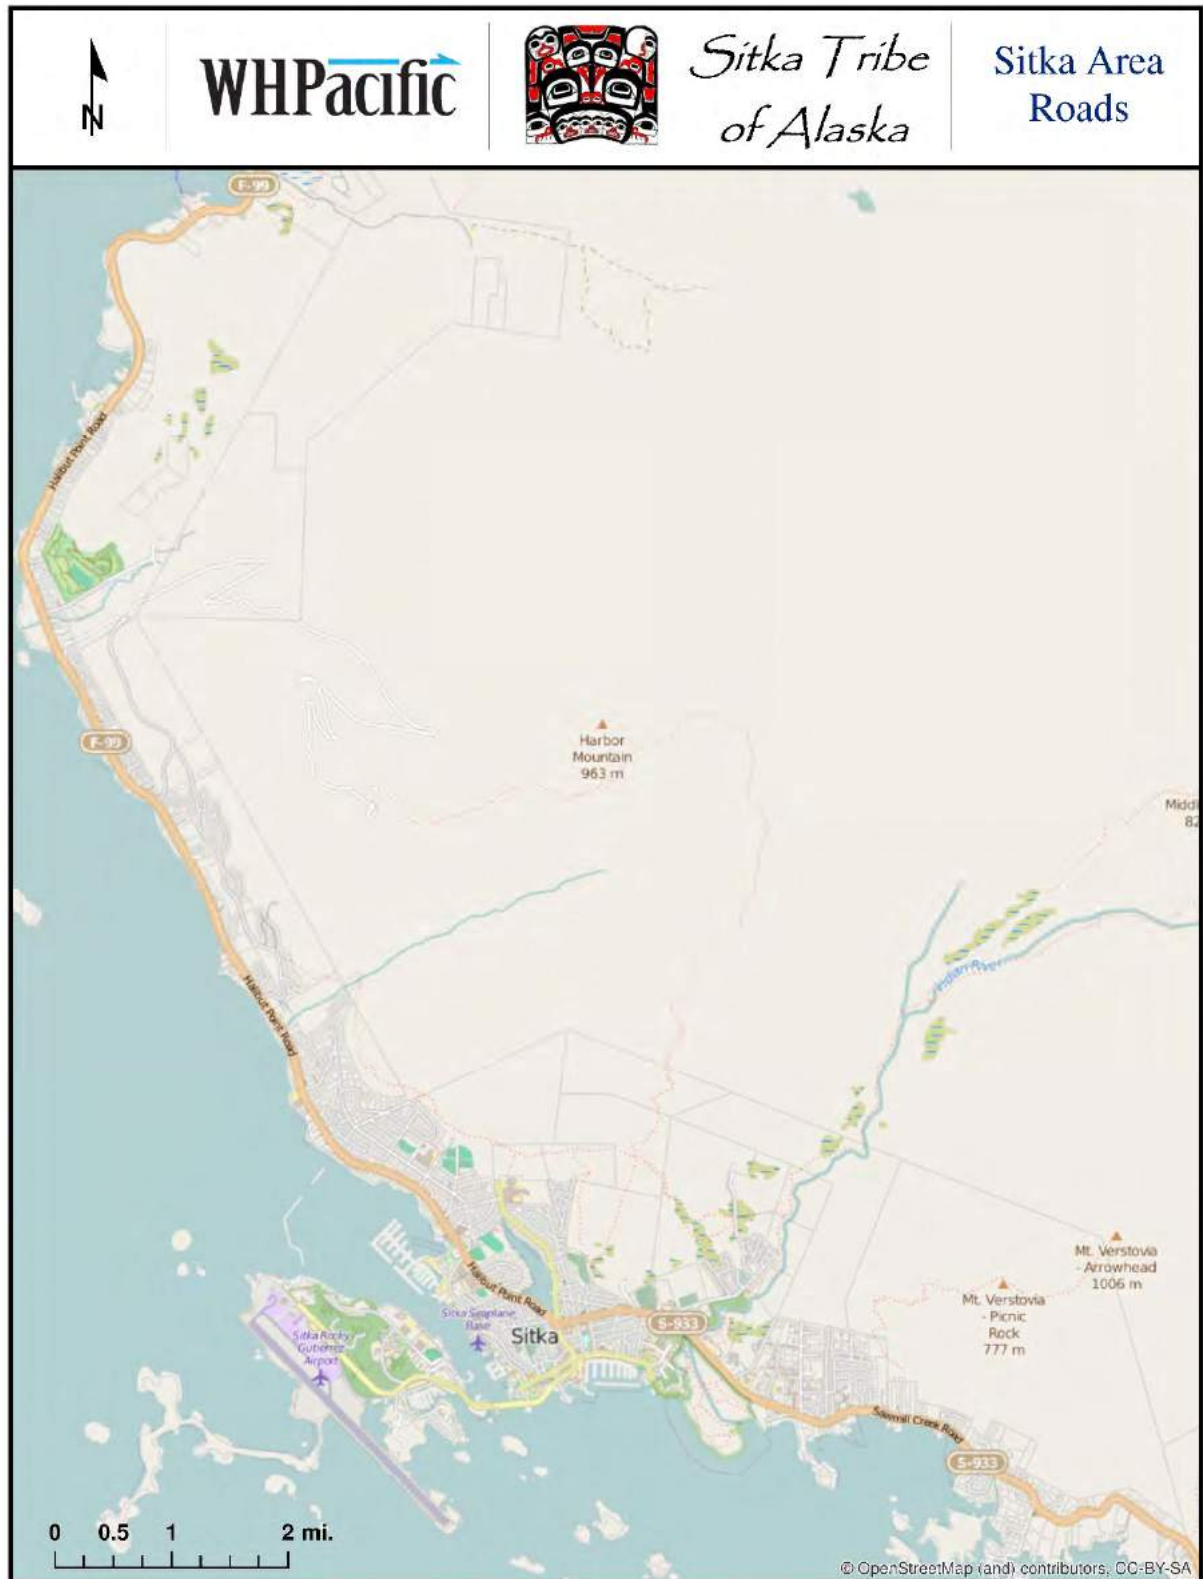 N
WHPacific
Sitka Tribe
of Alaska
Sitka Area
Roads
F-99
Halibut Point Road
F-99
Harbor
Mountain
963 m
Middl
82
Indian River
Halibut Point Road
Mt. Verstovia
- Arrowhead
1006 m
Mt. Verstovia
- Picnic
Rock
777 m
Halibut Point Road
Sitka Seaplane
Base
Sitka
S-933
Sitka Rocky
Gutierrez
Airport
Sawmill Creek Road
S-933
0 0.5 1 2 mi.
© OpenStreetMap (and) contributors, CC-BY-SA